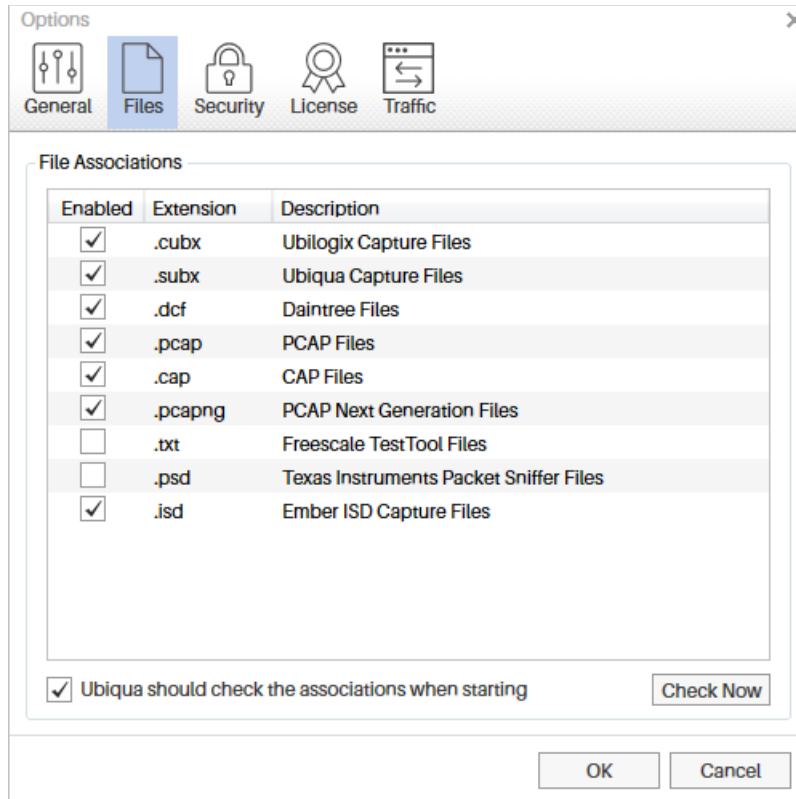 Options
General Files Security License Traffic
File Associations
Enabled Extension Description
.cubx Ubilogix Capture Files
.subx Ubiqua Capture Files
.dcf Daintree Files
.pcap PCAP Files
.cap CAP Files
.pcapng PCAP Next Generation Files
.txt Freescale TestTool Files
.psd Texas Instruments Packet Sniffer Files
.isd Ember ISD Capture Files
Ubiqua should check the associations when starting Check Now
OK Cancel